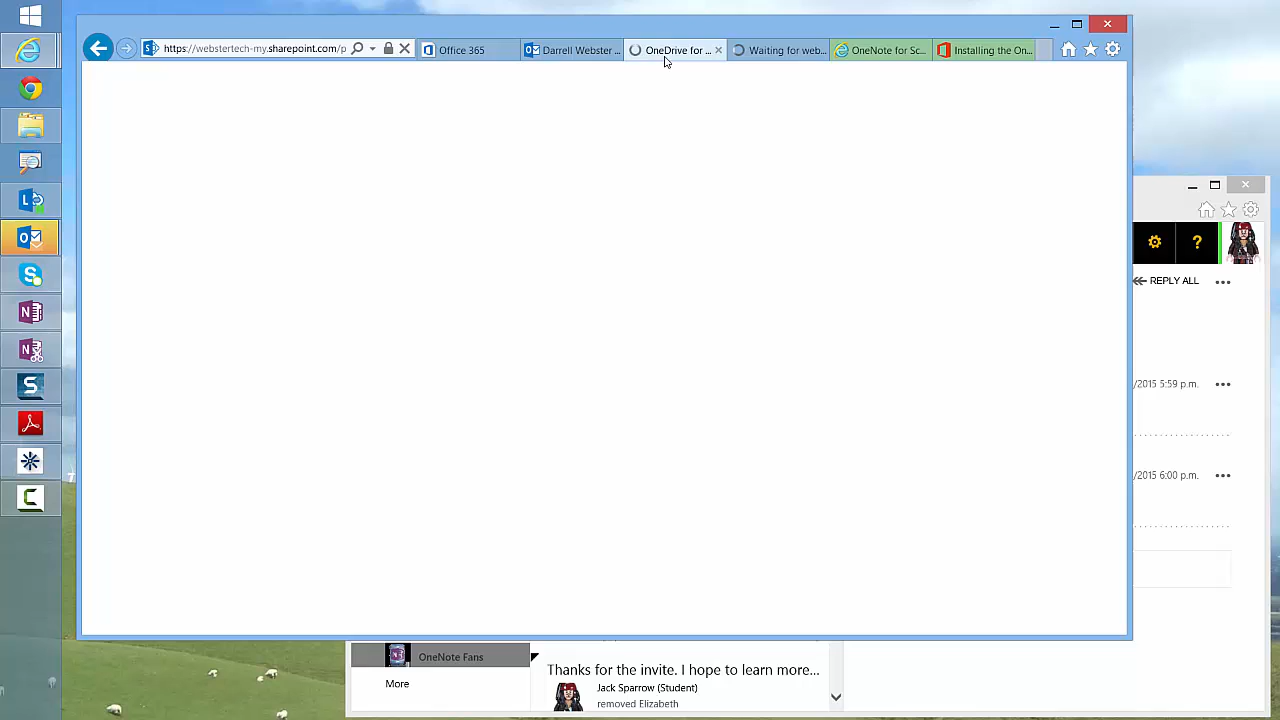 https://webstertech-my.sharepoint.com/p
Office 365
Darrell Webster ...
OneDrive for ...
Waiting for web...
OneNote for Sc...
Installing the On...
?
REPLY ALL
/2015 5:59 p.m.
/2015 6:00 p.m.
OneNote Fans
More
Thanks for the invite. I hope to learn more...
Jack Sparrow (Student)
removed Elizabeth